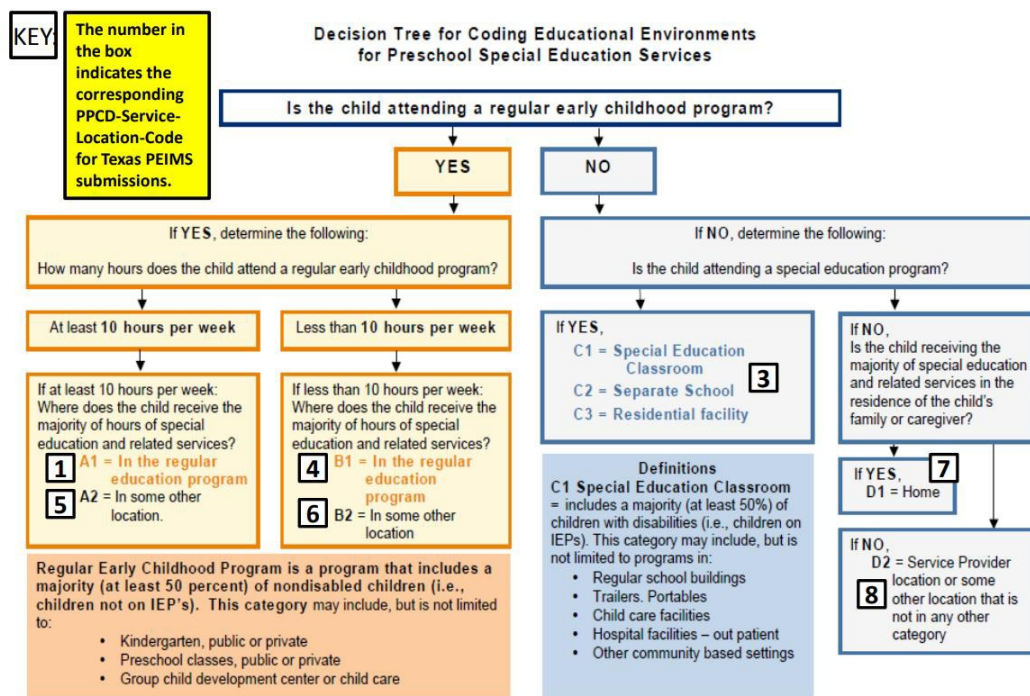 KEY:
The number in
the box
indicates the
corresponding
PPCD-Service-
Location-Code
for Texas PEIMS
submissions.
Decision Tree for Coding Educational Environments
for Preschool Special Education Services
Is the child attending a regular early childhood program?
YES
NO
If YES, determine the following:
How many hours does the child attend a regular early childhood program?
If NO, determine the following:
Is the child attending a special education program?
At least 10 hours per week
Less than 10 hours per week
If at least 10 hours per week:
Where does the child receive the
majority of hours of special
education and related services?
1 A1 = In the regular
education program
5 A2 = In some other
location.
If less than 10 hours per week:
Where does the child receive the
majority of hours of special
education and related services?
4 B1 = In the regular
education
program
6 B2 = In some other
location
If YES,
C1 = Special Education
Classroom
3
C2 = Separate School
C3 = Residential facility
If NO,
Is the child receiving the
majority of special education
and related services in the
residence of the child's
family or caregiver?
If YES, 7
D1 = Home
If NO,
D2 = Service Provider
location or some
8 other location that is
not in any other
category
Regular Early Childhood Program is a program that includes a
majority (at least 50 percent) of nondisabled children (i.e.,
children not on IEP's). This category may include, but is not limited
to:
• Kindergarten, public or private
• Preschool classes, public or private
• Group child development center or child care
Definitions
C1 Special Education Classroom
= includes a majority (at least 50%) of
children with disabilities (i.e., children on
IEPs). This category may include, but is
not limited to programs in:
• Regular school buildings
• Trailers. Portables
• Child care facilities
• Hospital facilities – out patient
• Other community based settings